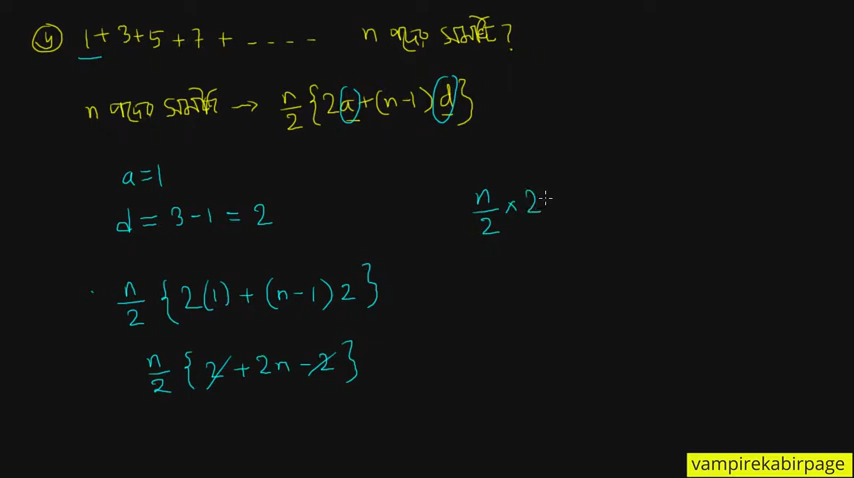 (y) 1 + 3 + 5 + 7 + - - - - - n পদের সমষ্টি ?
n পদের সমষ্টি → n/2 {2a + (n-1) d}
a = 1
d = 3 - 1 = 2
n/2 × 2
n/2 {2(1) + (n-1) 2}
n/2 {2 + 2n - 2}
vampirekabirpage